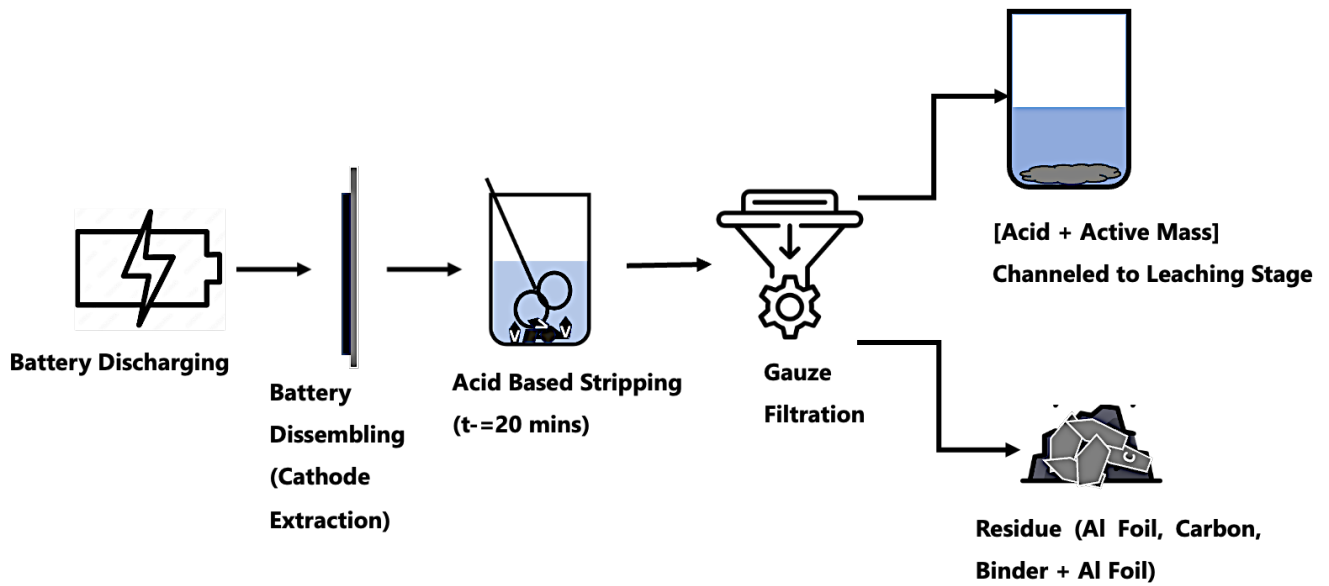 Battery Discharging
Battery
Dissembling
(Cathode
Extraction)
Acid Based Stripping
(t-=20 mins)
Gauze
Filtration
[Acid + Active Mass]
Channeled to Leaching Stage
V
V
C
Residue (Al Foil, Carbon,
Binder + Al Foil)